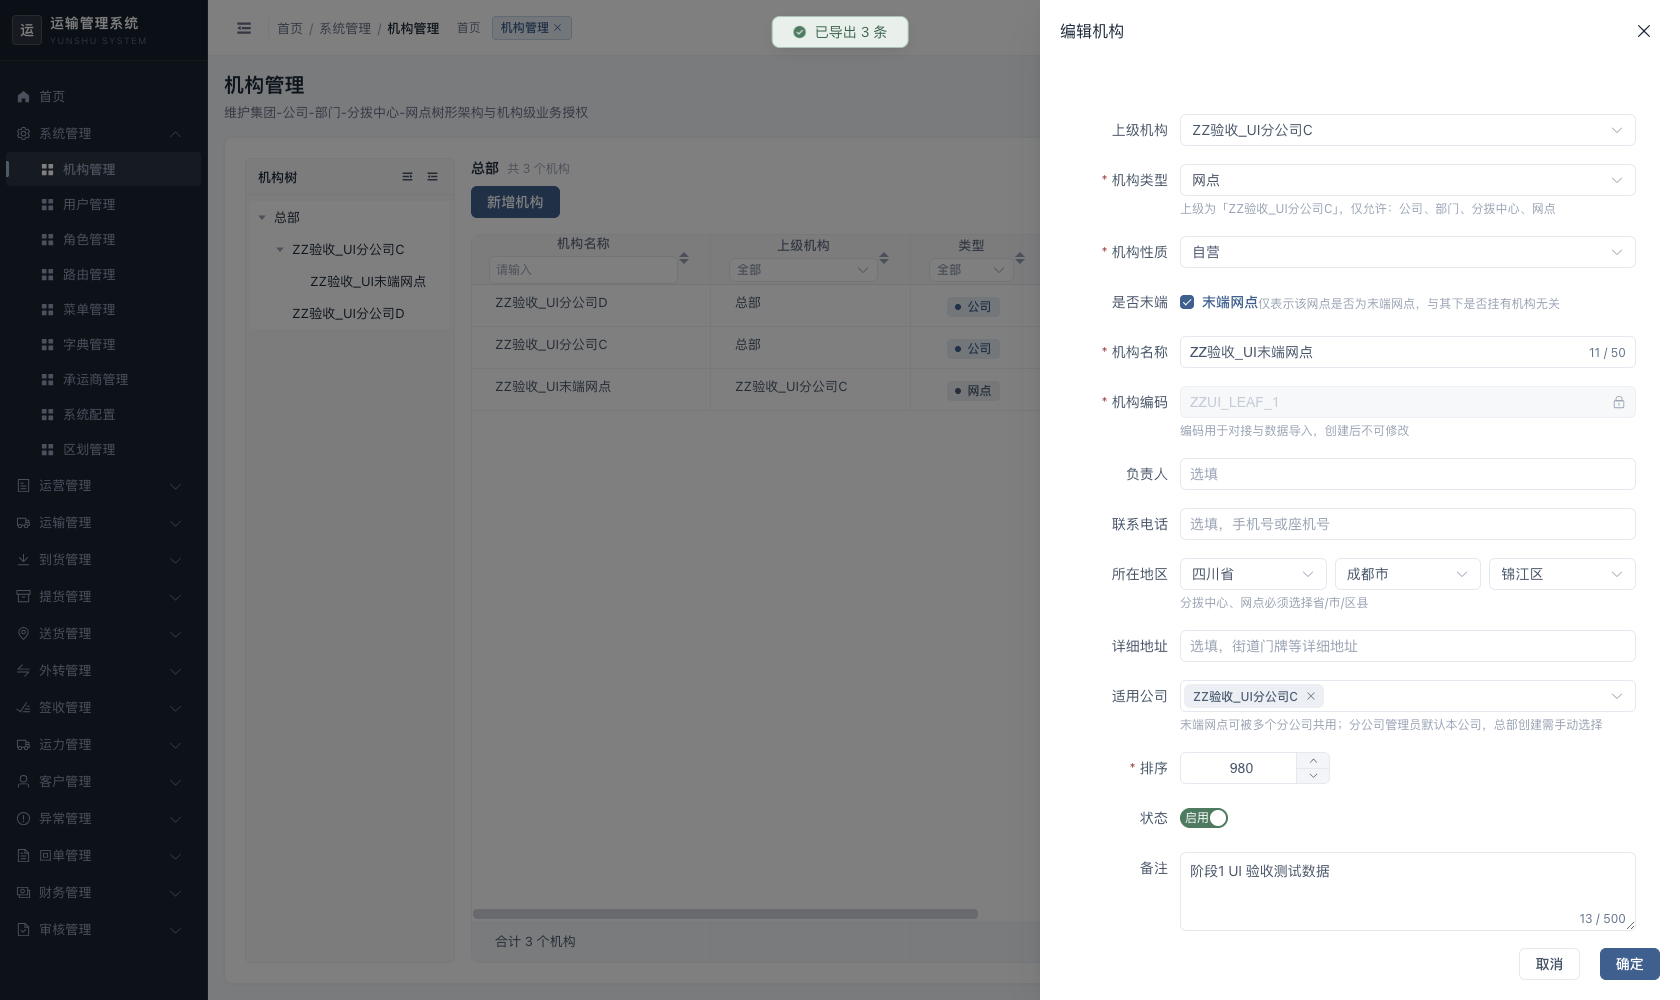 运
运输管理系统
YUNSHU SYSTEM
首页
系统管理
机构管理
用户管理
角色管理
路由管理
菜单管理
字典管理
承运商管理
系统配置
区划管理
运营管理
运输管理
到货管理
提货管理
送货管理
外转管理
签收管理
运力管理
客户管理
异常管理
回单管理
财务管理
审核管理
首页 / 系统管理 / 机构管理
首页
机构管理
已导出 3 条
机构管理
维护集团-公司-部门-分拨中心-网点树形架构与机构级业务授权
机构树
总部
ZZ验收_UI分公司C
ZZ验收_UI末端网点
ZZ验收_UI分公司D
总部 共 3 个机构
新增机构
机构名称 上级机构 类型
请输入 全部 全部
ZZ验收_UI分公司D 总部 公司
ZZ验收_UI分公司C 总部 公司
ZZ验收_UI末端网点 ZZ验收_UI分公司C 网点
合计 3 个机构
编辑机构
上级机构 ZZ验收_UI分公司C
* 机构类型 网点
上级为「ZZ验收_UI分公司C」，仅允许：公司、部门、分拨中心、网点
* 机构性质 自营
是否末端 末端网点仅表示该网点是否为末端网点，与其下是否挂有机构无关
* 机构名称 ZZ验收_UI末端网点 11 / 50
* 机构编码 ZZUI_LEAF_1
编码用于对接与数据导入，创建后不可修改
负责人 选填
联系电话 选填，手机号或座机号
所在地区 四川省 成都市 锦江区
分拨中心、网点必须选择省/市/区县
详细地址 选填，街道门牌等详细地址
适用公司 ZZ验收_UI分公司C
末端网点可被多个分公司共用；分公司管理员默认本公司，总部创建需手动选择
* 排序 980
状态 启用
备注 阶段1 UI 验收测试数据
13 / 500
取消 确定